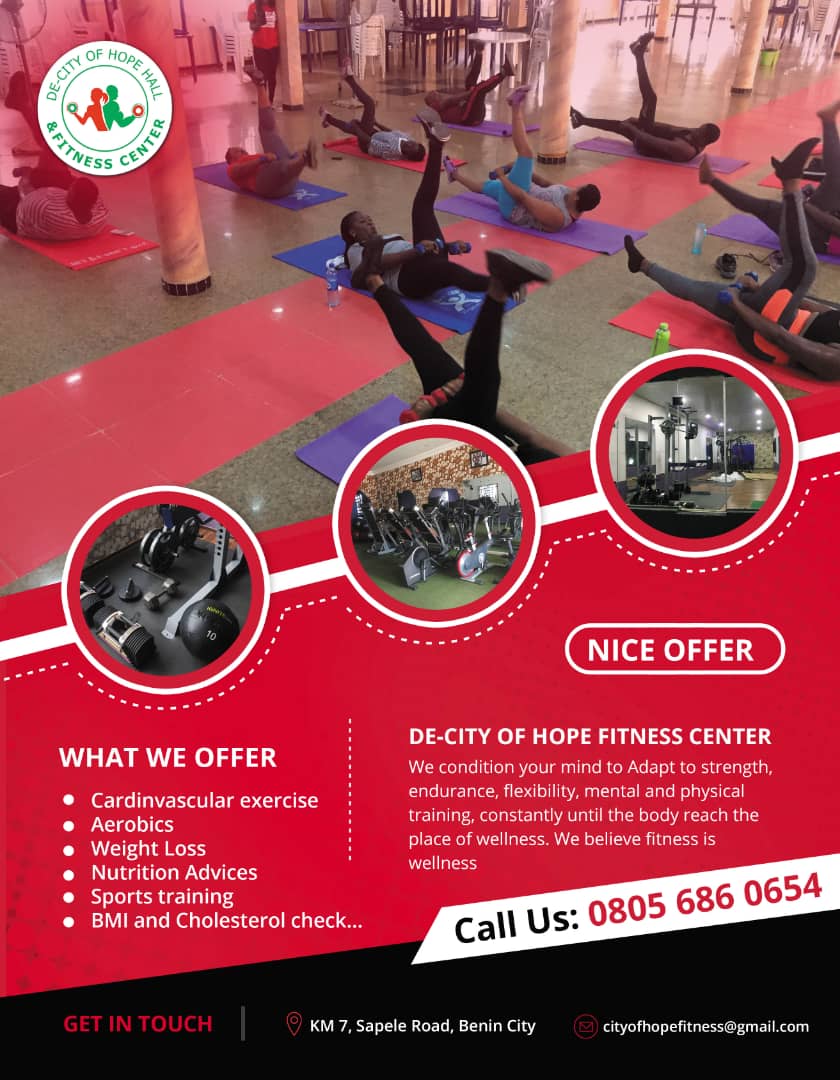 DE-CITY OF HOPE HALL
& FITNESS CENTER
10
NICE OFFER
WHAT WE OFFER
Cardinvascular exercise
Aerobics
Weight Loss
Nutrition Advices
Sports training
BMI and Cholesterol check...
DE-CITY OF HOPE FITNESS CENTER
We condition your mind to Adapt to strength,
endurance, flexibility, mental and physical
training, constantly until the body reach the
place of wellness. We believe fitness is
wellness
Call Us: 0805 686 0654
GET IN TOUCH
KM 7, Sapele Road, Benin City
cityofhopefitness@gmail.com